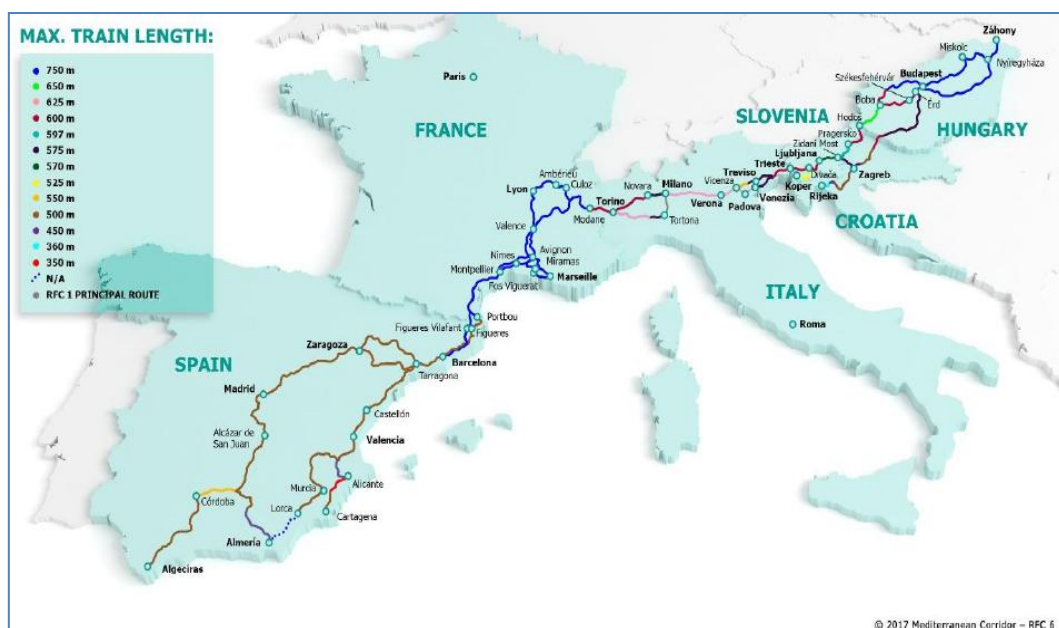 MAX. TRAIN LENGTH:
750 m
650 m
625 m
600 m
597 m
575 m
570 m
525 m
550 m
500 m
450 m
360 m
350 m
N/A
RFC 1 PRINCIPAL ROUTE
Paris
FRANCE
Lyon
Ambérieu
Culoz
Modane
Valence
Avignon
Miramas
Nîmes
Montpellier
Marseille
Fos Viguerat
Portbou
Figueres Vilafant
Figueres
SPAIN
Zaragoza
Barcelona
Tarragona
Madrid
Castellón
Alcázar de
San Juan
Valencia
Murcia
Alicante
Córdoba
Lorca
Cartagena
Almería
Algeciras
Novara
Milano
Torino
Tortona
Verona
Vicenza
Treviso
Padova
Venezia
Trieste
ITALY
Roma
SLOVENIA
Ljubljana
Zidani Most
Pragersko
Hodoš
Divača
Koper
Rijeka
Zagreb
CROATIA
Záhony
Miskolc
Nyíregyháza
Székesfehérvár
Budapest
Boba
Érd
HUNGARY
© 2017 Mediterranean Corridor – RFC 6